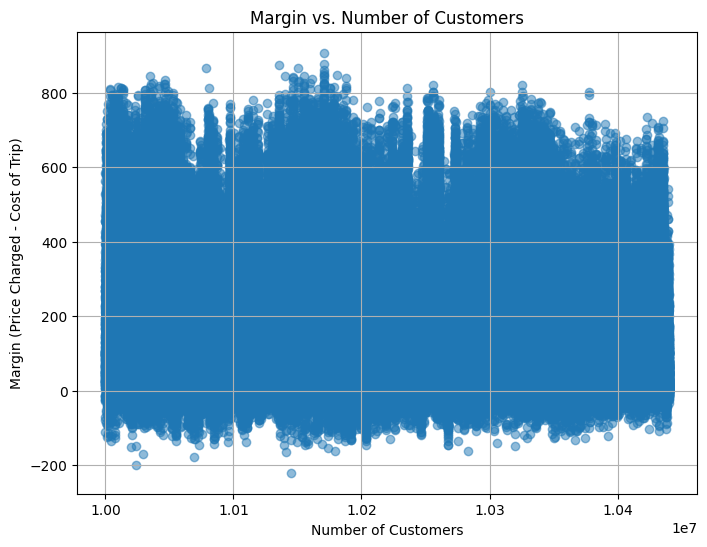 Margin vs. Number of Customers
Margin (Price Charged - Cost of Trip)
800
600
400
200
0
−200
1.00 1.01 1.02 1.03 1.04
1e7
Number of Customers